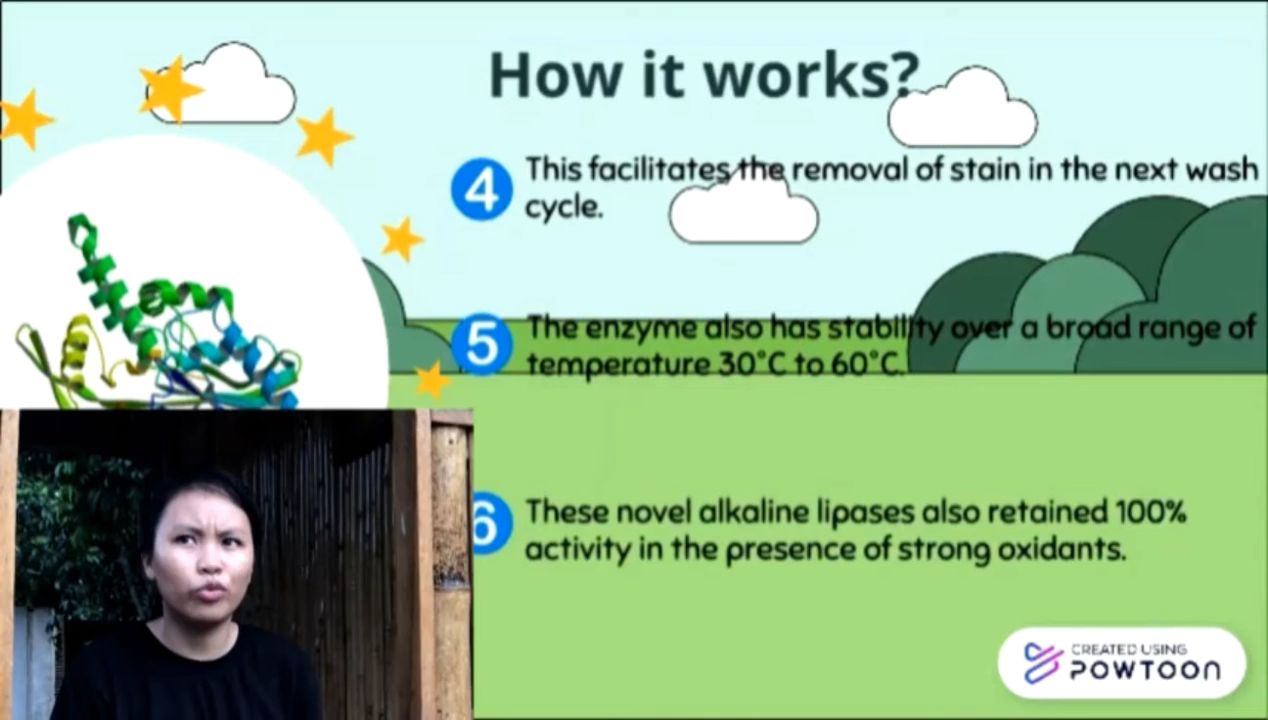 How it works?
4
This facilitates the removal of stain in the next wash
cycle.
5
The enzyme also has stability over a broad range of
temperature 30°C to 60°C.
6
These novel alkaline lipases also retained 100%
activity in the presence of strong oxidants.
CREATED USING
POWTOON